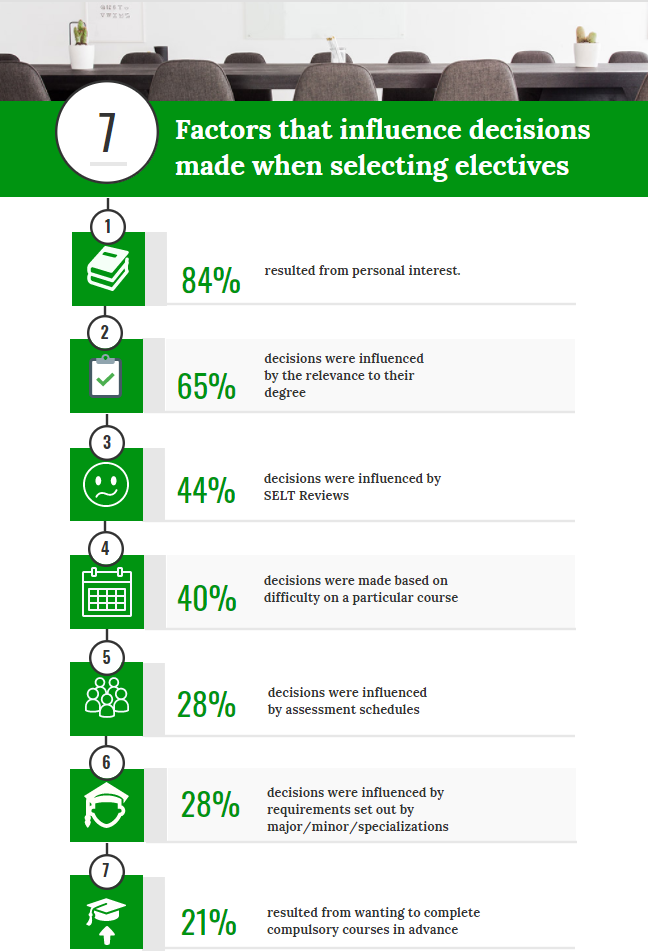 7
Factors that influence decisions
made when selecting electives
1
84%
resulted from personal interest.
2
65%
decisions were influenced
by the relevance to their
degree
3
44%
decisions were influenced by
SELT Reviews
4
40%
decisions were made based on
difficulty on a particular course
5
28%
decisions were influenced
by assessment schedules
6
28%
decisions were influenced by
requirements set out by
major/minor/specializations
7
21%
resulted from wanting to complete
compulsory courses in advance